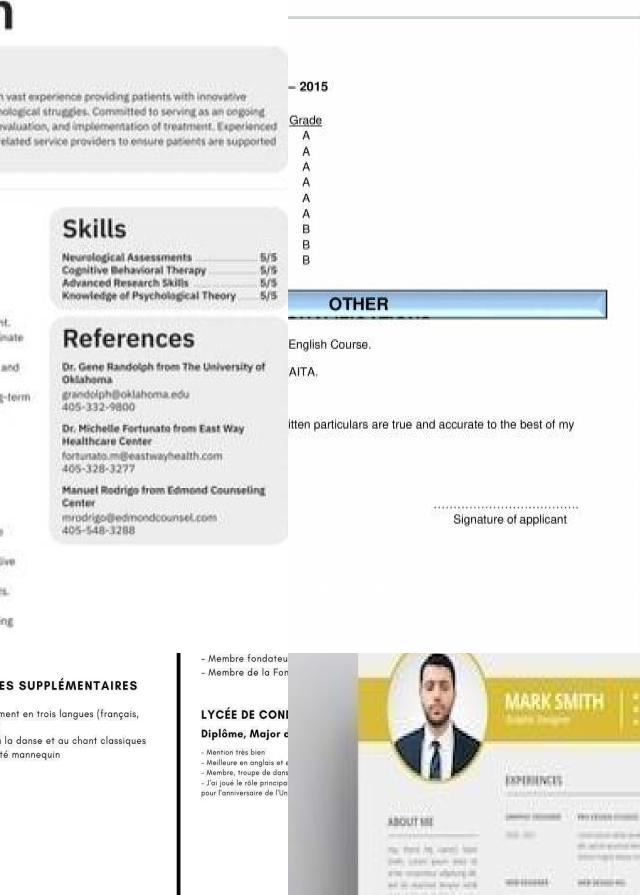 n
n vast experience providing patients with innovative
hological struggles. Committed to serving as an ongoing
evaluation, and implementation of treatment. Experienced
related service providers to ensure patients are supported
Skills
Neurological Assessments 5/5
Cognitive Behavioral Therapy 5/5
Advanced Research Skills 5/5
Knowledge of Psychological Theory 5/5
nt.
inate
and
g-term
References
Dr. Gene Randolph from The University of
Oklahoma
grandolph@oklahoma.edu
405-332-9800
Dr. Michelle Fortunato from East Way
Healthcare Center
fortunato.m@eastwayhealth.com
405-328-3277
Manuel Rodrigo from Edmond Counseling
Center
mrodrigo@edmondcounsel.com
405-548-3288
e
tive
s.
ing
– 2015
Grade
A
A
A
A
A
A
B
B
B
OTHER
English Course.
AITA.
itten particulars are true and accurate to the best of my
Signature of applicant
ES SUPPLÉMENTAIRES
ment en trois langues (français,
à la danse et au chant classiques
té mannequin
- Membre fondateu
- Membre de la Fon
LYCÉE DE CON
Diplôme, Major d
- Mention très bien
- Meilleure en anglais et e
- Membre, troupe de dans
- J'ai joué le rôle principa
pour l'anniversaire de l'Un
MARK SMITH
Graphic Designer
EXPERIENCES
ABOUT ME